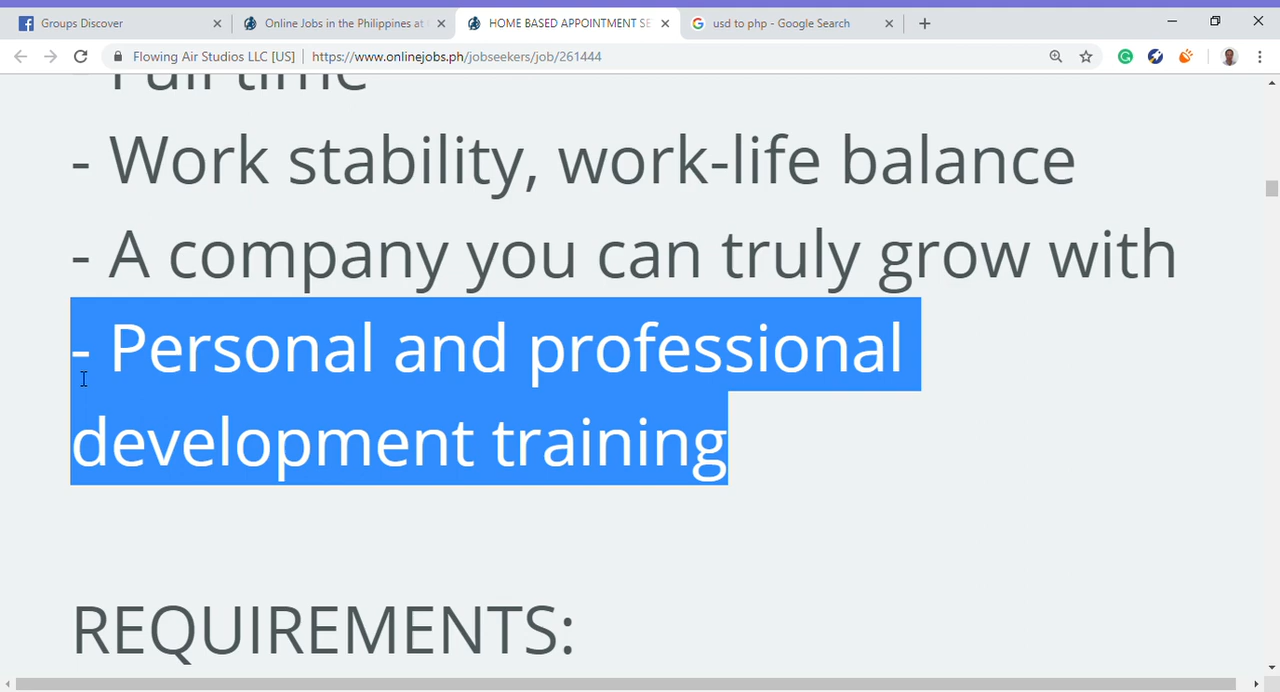 Groups Discover
Online Jobs in the Philippines at
HOME BASED APPOINTMENT SE
usd to php - Google Search
Flowing Air Studios LLC [US]
https://www.onlinejobs.ph/jobseekers/job/261444
- Full time
- Work stability, work-life balance
- A company you can truly grow with
- Personal and professional
development training
REQUIREMENTS: